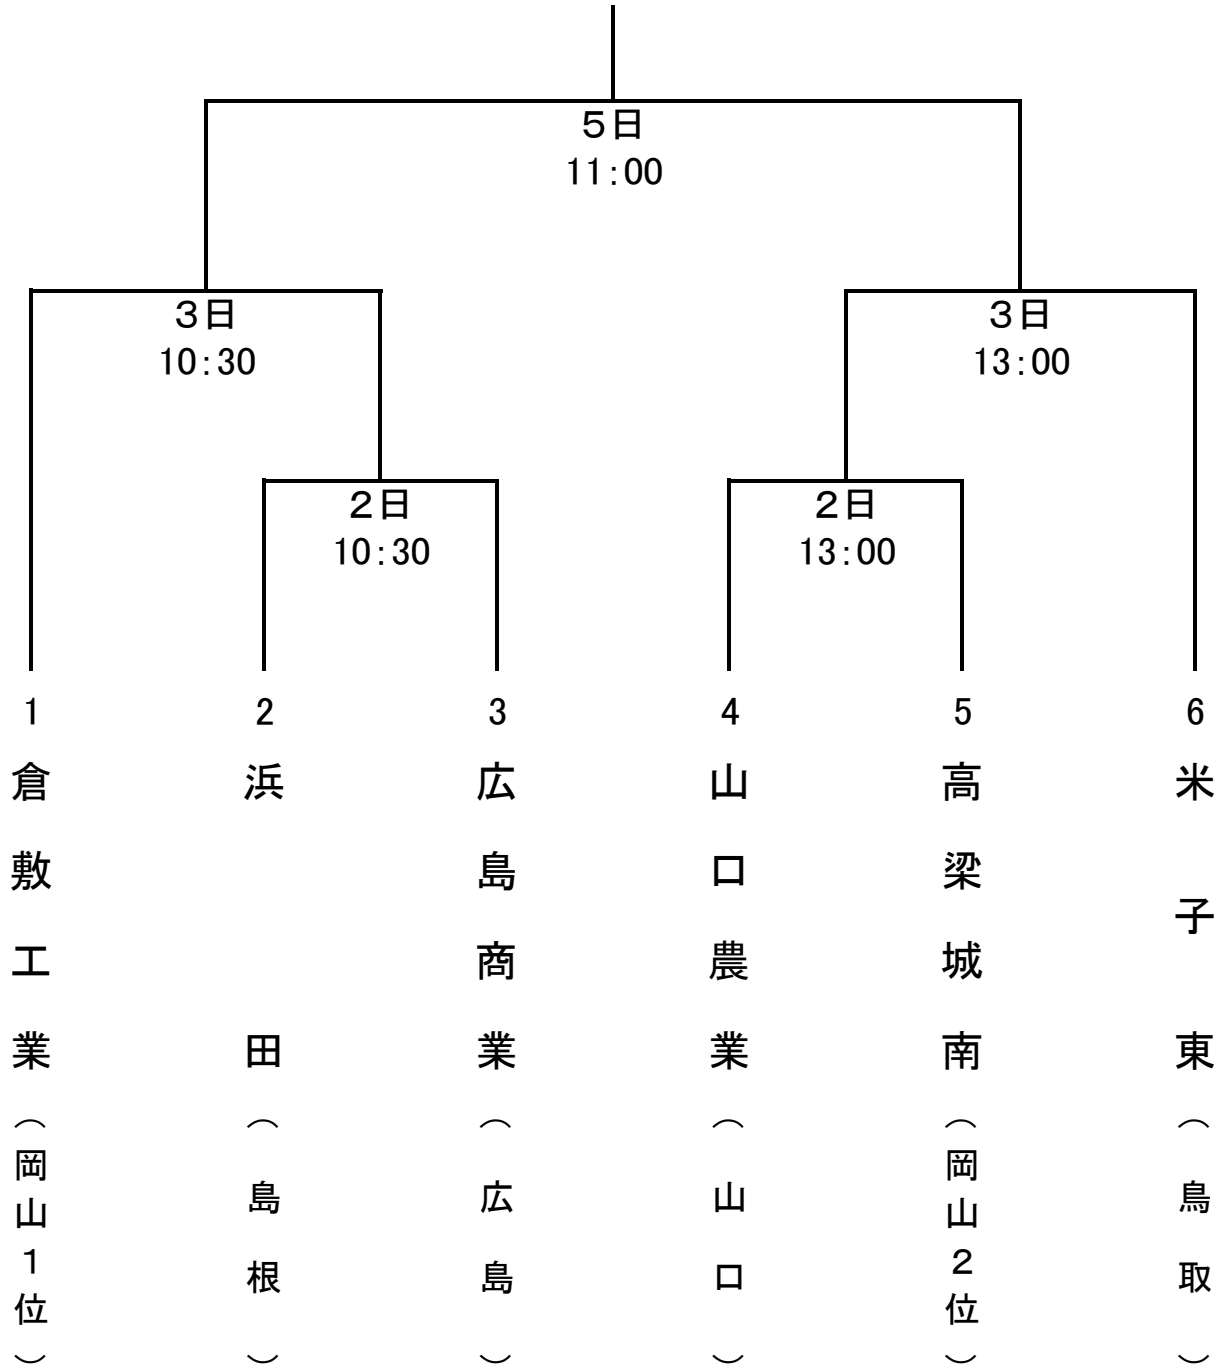 ５日
11:00
３日
10:30
３日
13:00
２日
10:30
２日
13:00
1
2
3
4
5
6
倉敷工業（岡山１位）
浜田（島根）
広島商業（広島）
山口農業（山口）
高梁城南（岡山２位）
米子東（鳥取）